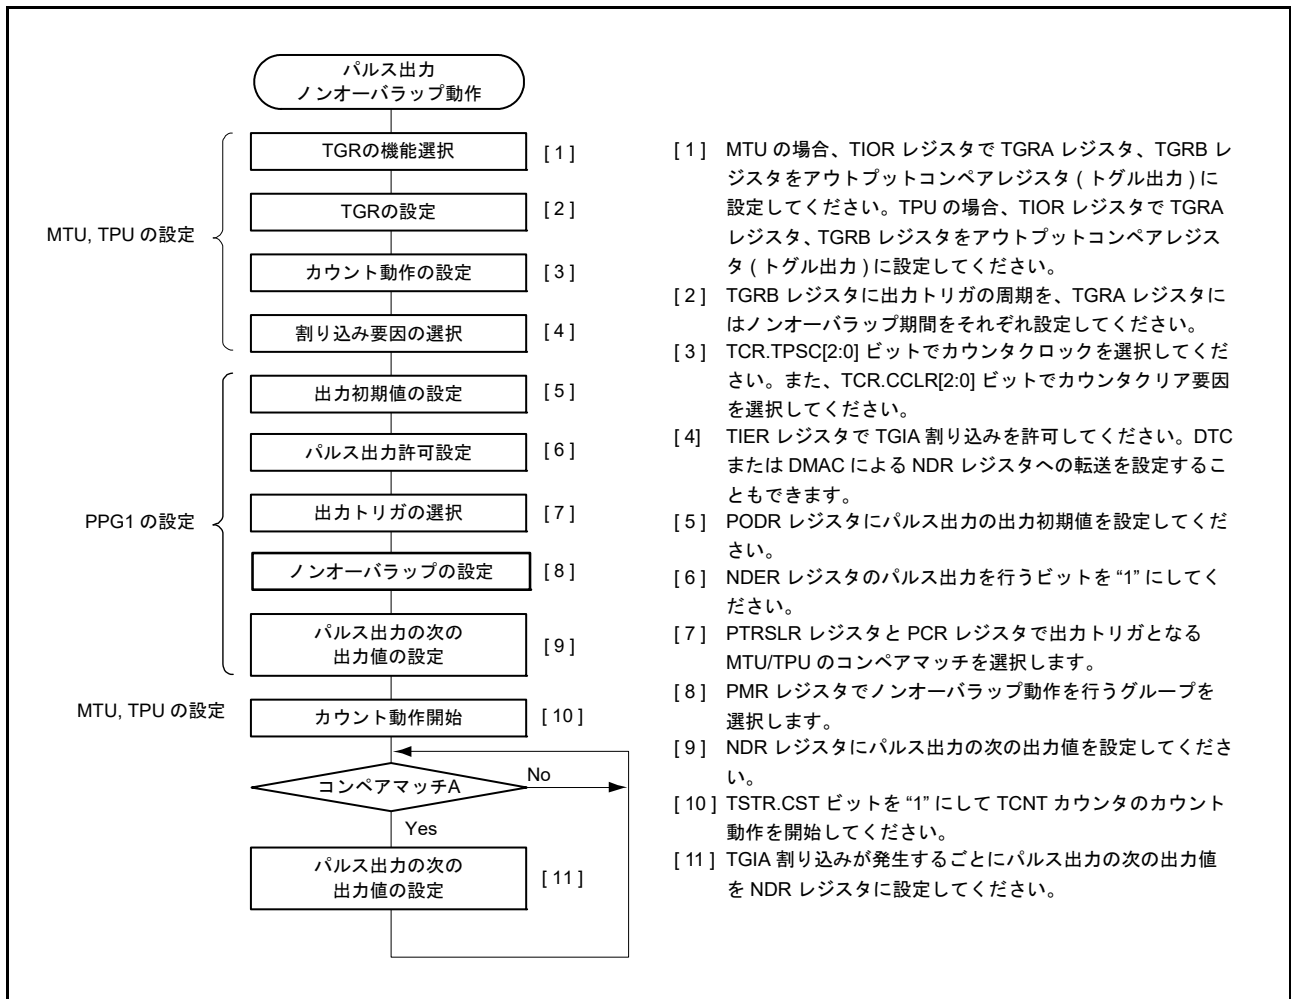 パルス出力
ノンオーバラップ動作
MTU, TPU の設定
TGRの機能選択 [ 1 ]
TGRの設定 [ 2 ]
カウント動作の設定 [ 3 ]
割り込み要因の選択 [ 4 ]
PPG1 の設定
出力初期値の設定 [ 5 ]
パルス出力許可設定 [ 6 ]
出力トリガの選択 [ 7 ]
ノンオーバラップの設定 [ 8 ]
パルス出力の次の
出力値の設定 [ 9 ]
MTU, TPU の設定
カウント動作開始 [ 10 ]
コンペアマッチA
No
Yes
パルス出力の次の
出力値の設定 [ 11 ]
[ 1 ] MTU の場合、TIOR レジスタで TGRA レジスタ、TGRB レ
ジスタをアウトプットコンペアレジスタ ( トグル出力 ) に
設定してください。TPU の場合、TIOR レジスタで TGRA
レジスタ、TGRB レジスタをアウトプットコンペアレジス
タ ( トグル出力 ) に設定してください。
[ 2 ] TGRB レジスタに出力トリガの周期を、TGRA レジスタに
はノンオーバラップ期間をそれぞれ設定してください。
[ 3 ] TCR.TPSC[2:0] ビットでカウンタクロックを選択してくだ
さい。また、TCR.CCLR[2:0] ビットでカウンタクリア要因
を選択してください。
[ 4] TIER レジスタで TGIA 割り込みを許可してください。DTC
または DMAC による NDR レジスタへの転送を設定するこ
ともできます。
[ 5 ] PODR レジスタにパルス出力の出力初期値を設定してくだ
さい。
[ 6 ] NDER レジスタのパルス出力を行うビットを “1” にしてく
ださい。
[ 7 ] PTRSLR レジスタと PCR レジスタで出力トリガとなる
MTU/TPU のコンペアマッチを選択します。
[ 8 ] PMR レジスタでノンオーバラップ動作を行うグループを
選択します。
[ 9 ] NDR レジスタにパルス出力の次の出力値を設定してくださ
い。
[ 10 ] TSTR.CST ビットを “1” にして TCNT カウンタのカウント
動作を開始してください。
[ 11 ] TGIA 割り込みが発生するごとにパルス出力の次の出力値
を NDR レジスタに設定してください。